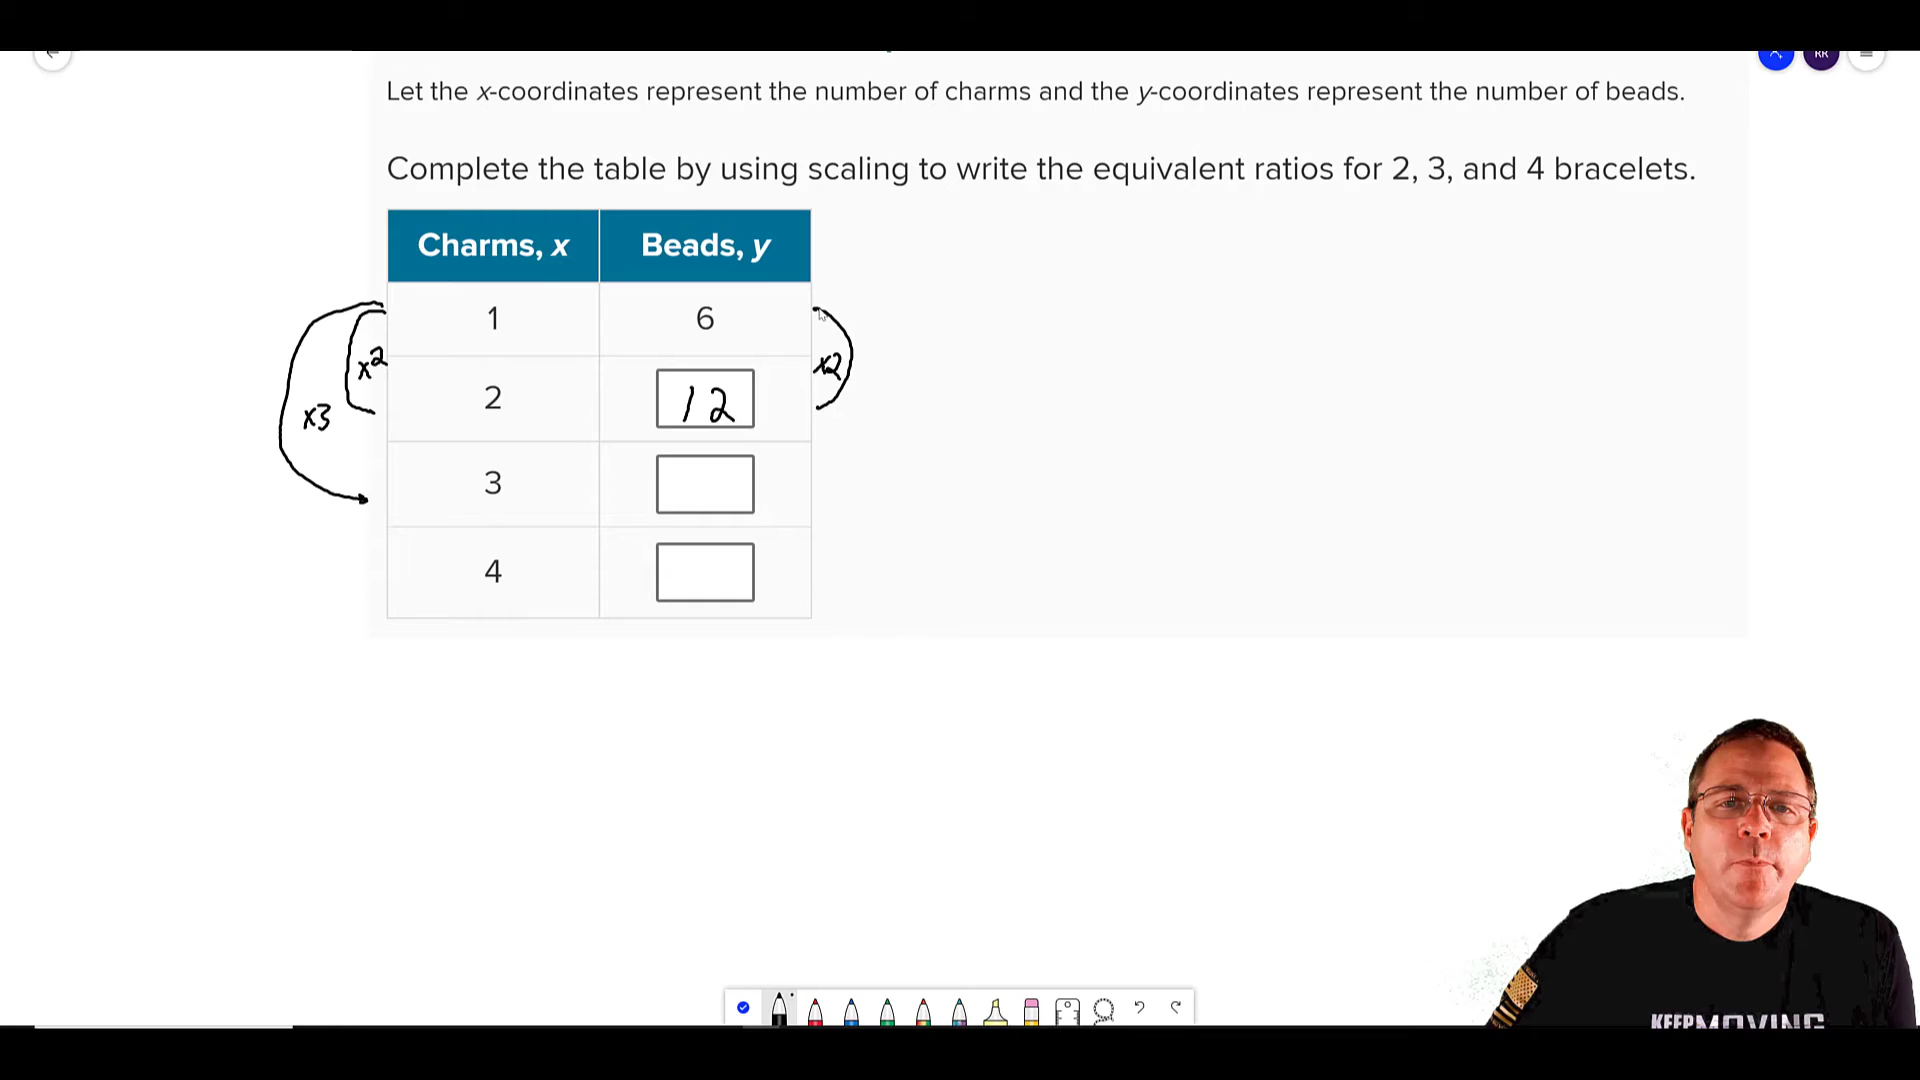 RR
Let the x-coordinates represent the number of charms and the y-coordinates represent the number of beads.
Complete the table by using scaling to write the equivalent ratios for 2, 3, and 4 bracelets.
Charms, x Beads, y
1 6
x2 x2
2 12
x3
3
4
KEEP MOVING